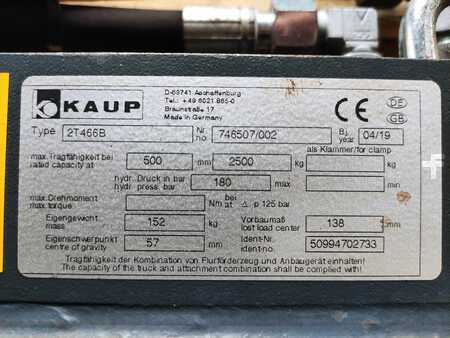 KAUP
D-63741 Aschaffenburg
Tel.: +49 6021 865-0
Braunstraße 17
Made in Germany
CE
DE
GB
Type 2T466B Nr. no. 746507/002 Bj. year 04/19
als Klammer/for clamp
max. Tragfähigkeit bei rated capacity at 500 mm 2500 kg kg
hydr. Druck in bar hydr. press. bar 180 max.
max. Drehmoment max. torque Nm at bei △ p 125 bar
Eigengewicht mass 152 kg Vorbaumaß lost load center 138 mm
Eigenschwerpunkt centre of gravity 57 mm Ident-Nr. ident-no. 50994702733
Tragfähigkeit der Kombination von Flurförderzeug und Anbaugerät einhalten!
The capacity of the truck and attachment combination shall be complied with!